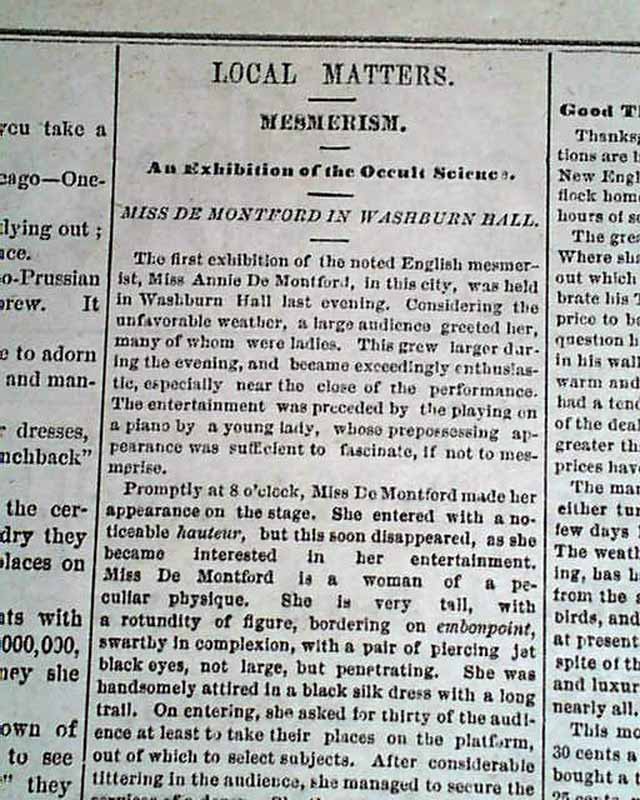 LOCAL MATTERS.
MESMERISM.
An Exhibition of the Occult Science.
MISS DE MONTFORD IN WASHBURN HALL.
The first exhibition of the noted English mesmer-
ist, Miss Annie De Montford, in this city, was held
in Washburn Hall last evening. Considering the
unfavorable weather, a large audience greeted her,
many of whom were ladies. This grew larger dur-
ing the evening, and became exceedingly enthusias-
tic, especially near the close of the performance.
The entertainment was preceded by the playing on
a piano by a young lady, whose prepossessing ap-
pearance was sufficient to fascinate, if not to mes-
merise.
Promptly at 8 o'clock, Miss De Montford made her
appearance on the stage. She entered with a no-
ticeable hauteur, but this soon disappeared, as she
became interested in her entertainment.
Miss De Montford is a woman of a pe-
culiar physique. She is very tall, with
a rotundity of figure, bordering on embonpoint,
swarthy in complexion, with a pair of piercing jet
black eyes, not large, but penetrating. She was
handsomely attired in a black silk dress with a long
trail. On entering, she asked for thirty of the audi-
ence at least to take their places on the platform,
out of which to select subjects. After considerable
tittering in the audience, she managed to secure the
you take a
cago—One-
dying out ;
nce.
o-Prussian
brew. It
e to adorn
and man-
r dresses,
nchback"
the cer-
dry they
places on
ats with
000,000,
ney she
own of
to see
" they
Good T
Thanksg
tions are
New Engl
flock hom
hours of
The grea
Where sha
out which
brate his
price to b
question h
in his wall
warm and
had a tend
of the deal
greater th
prices hav
The mar
either tur
few days
The weath
ing, has b
from the
birds, and
at present
spite of th
and luxur
nearly all.
This mo
30 cents a
bought a t
25 cents